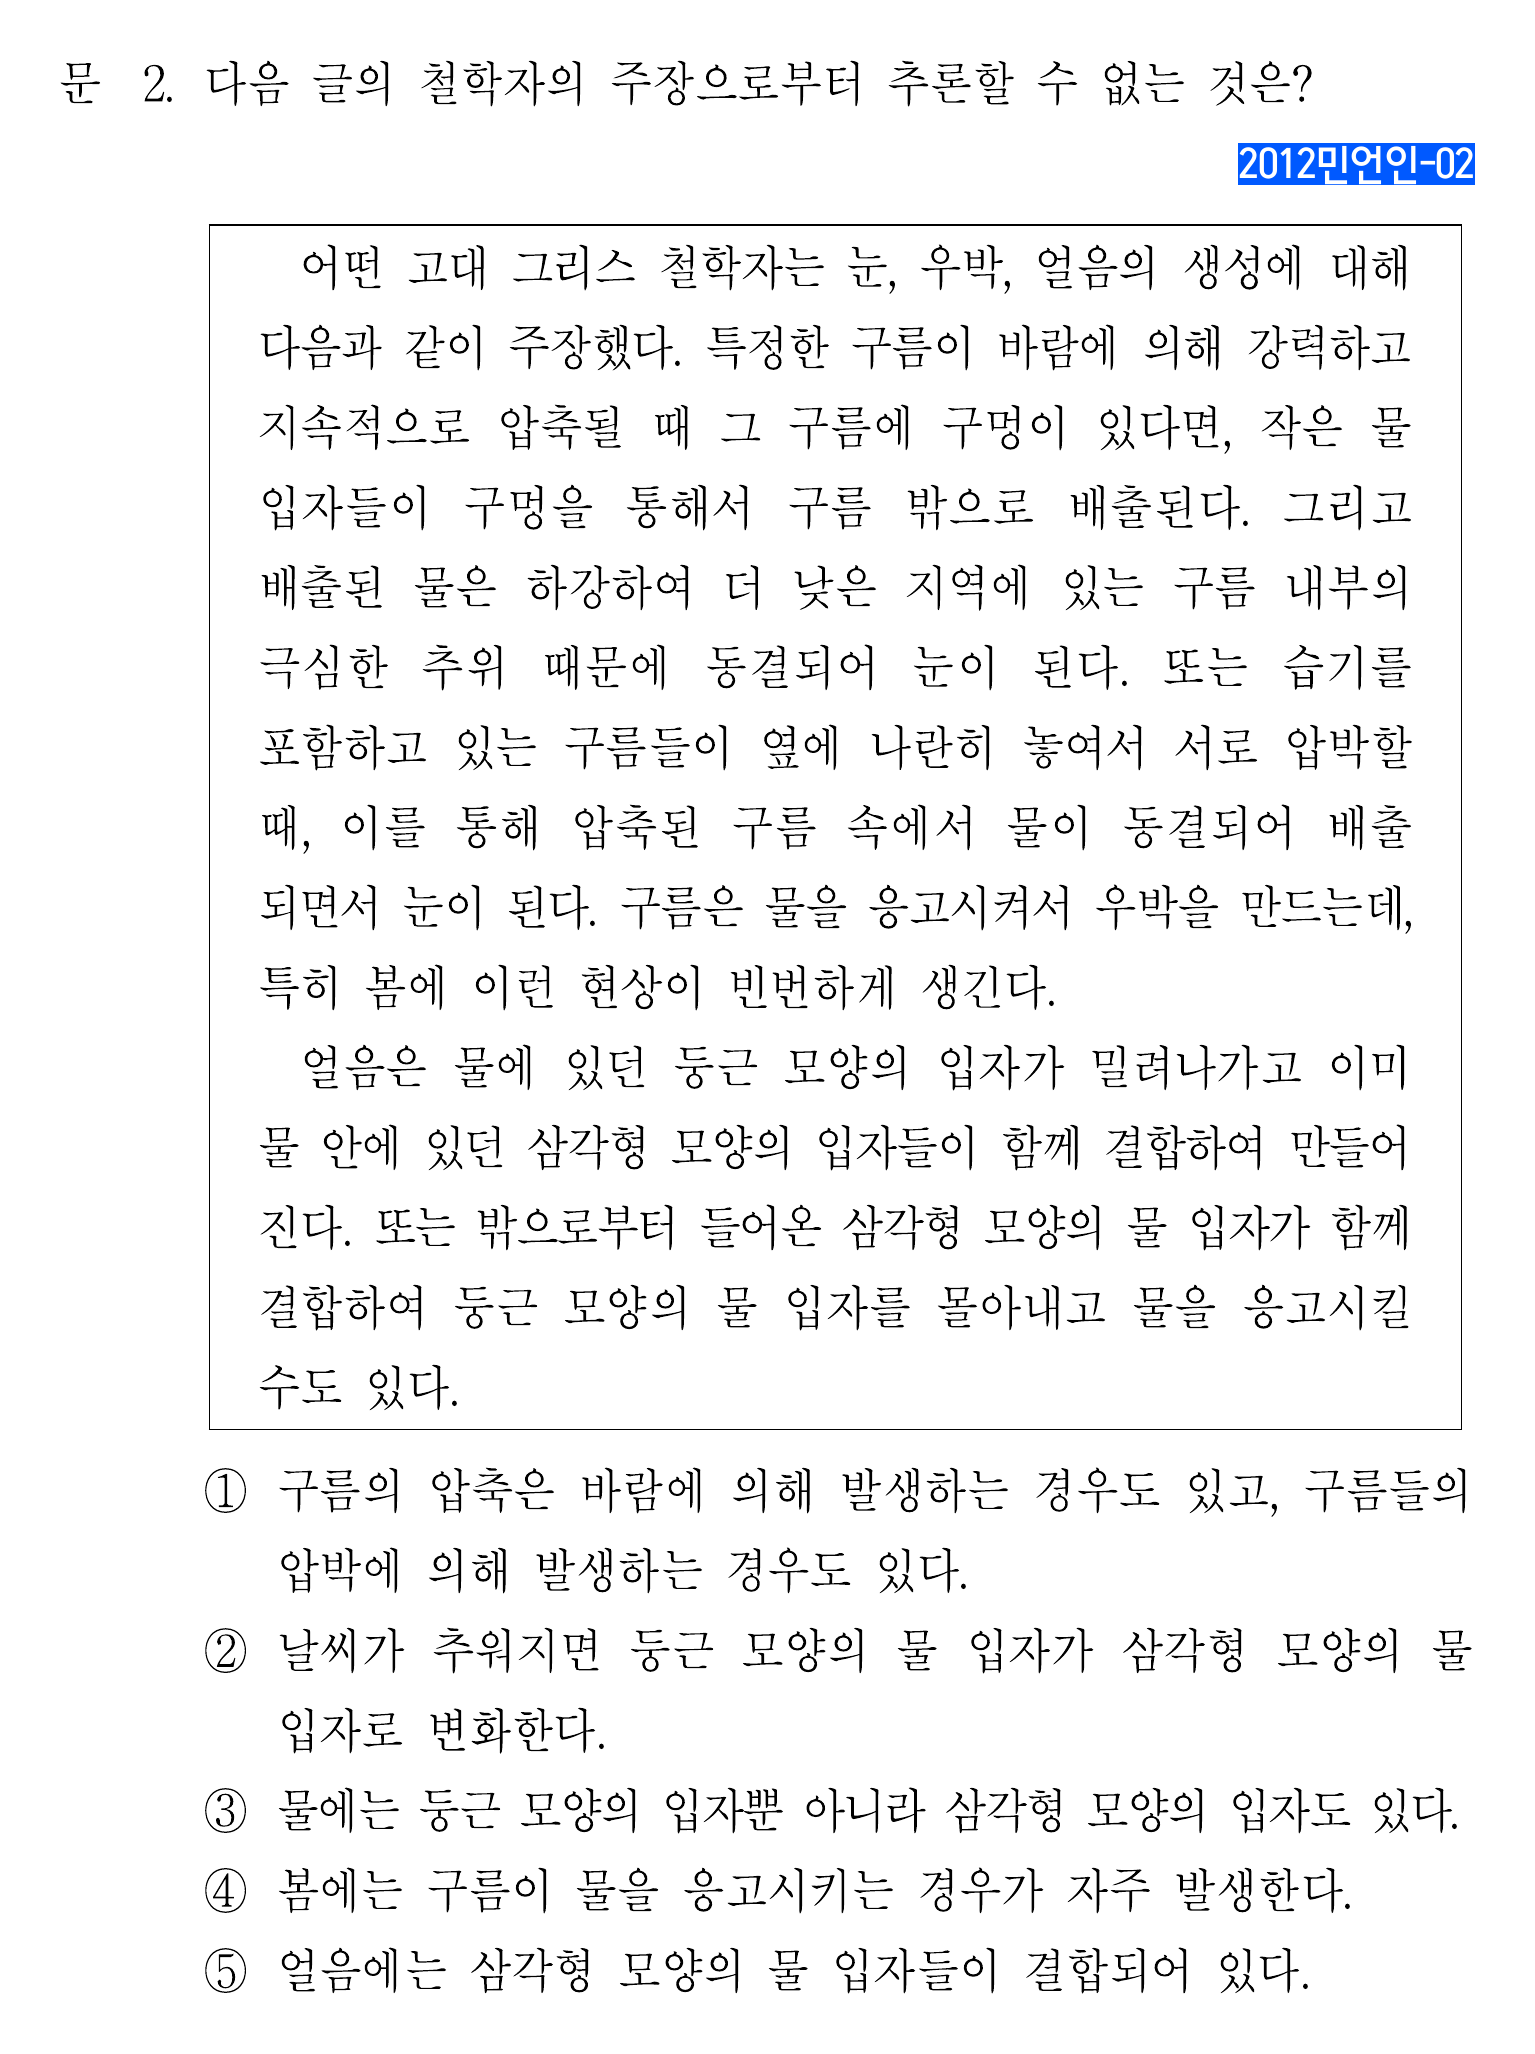 문 2. 다음 글의 철학자의 주장으로부터 추론할 수 없는 것은?
2012민언인-02
어떤 고대 그리스 철학자는 눈, 우박, 얼음의 생성에 대해
다음과 같이 주장했다. 특정한 구름이 바람에 의해 강력하고
지속적으로 압축될 때 그 구름에 구멍이 있다면, 작은 물
입자들이 구멍을 통해서 구름 밖으로 배출된다. 그리고
배출된 물은 하강하여 더 낮은 지역에 있는 구름 내부의
극심한 추위 때문에 동결되어 눈이 된다. 또는 습기를
포함하고 있는 구름들이 옆에 나란히 놓여서 서로 압박할
때, 이를 통해 압축된 구름 속에서 물이 동결되어 배출
되면서 눈이 된다. 구름은 물을 응고시켜서 우박을 만드는데,
특히 봄에 이런 현상이 빈번하게 생긴다.
얼음은 물에 있던 둥근 모양의 입자가 밀려나가고 이미
물 안에 있던 삼각형 모양의 입자들이 함께 결합하여 만들어
진다. 또는 밖으로부터 들어온 삼각형 모양의 물 입자가 함께
결합하여 둥근 모양의 물 입자를 몰아내고 물을 응고시킬
수도 있다.
① 구름의 압축은 바람에 의해 발생하는 경우도 있고, 구름들의
압박에 의해 발생하는 경우도 있다.
② 날씨가 추워지면 둥근 모양의 물 입자가 삼각형 모양의 물
입자로 변화한다.
③ 물에는 둥근 모양의 입자뿐 아니라 삼각형 모양의 입자도 있다.
④ 봄에는 구름이 물을 응고시키는 경우가 자주 발생한다.
⑤ 얼음에는 삼각형 모양의 물 입자들이 결합되어 있다.